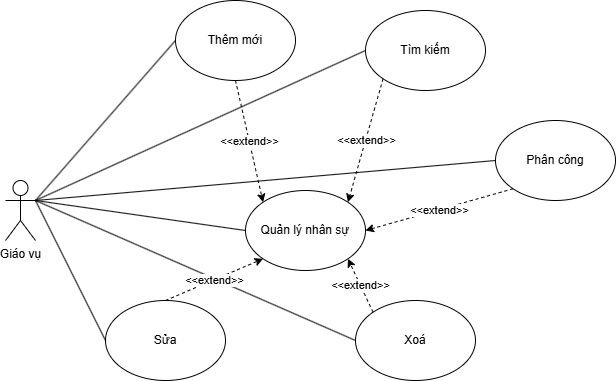 Thêm mới
Tìm kiếm
<<extend>>
<<extend>>
Phân công
<<extend>>
Giáo vụ
Quản lý nhân sự
<<extend>>
<<extend>>
Sửa
Xoá